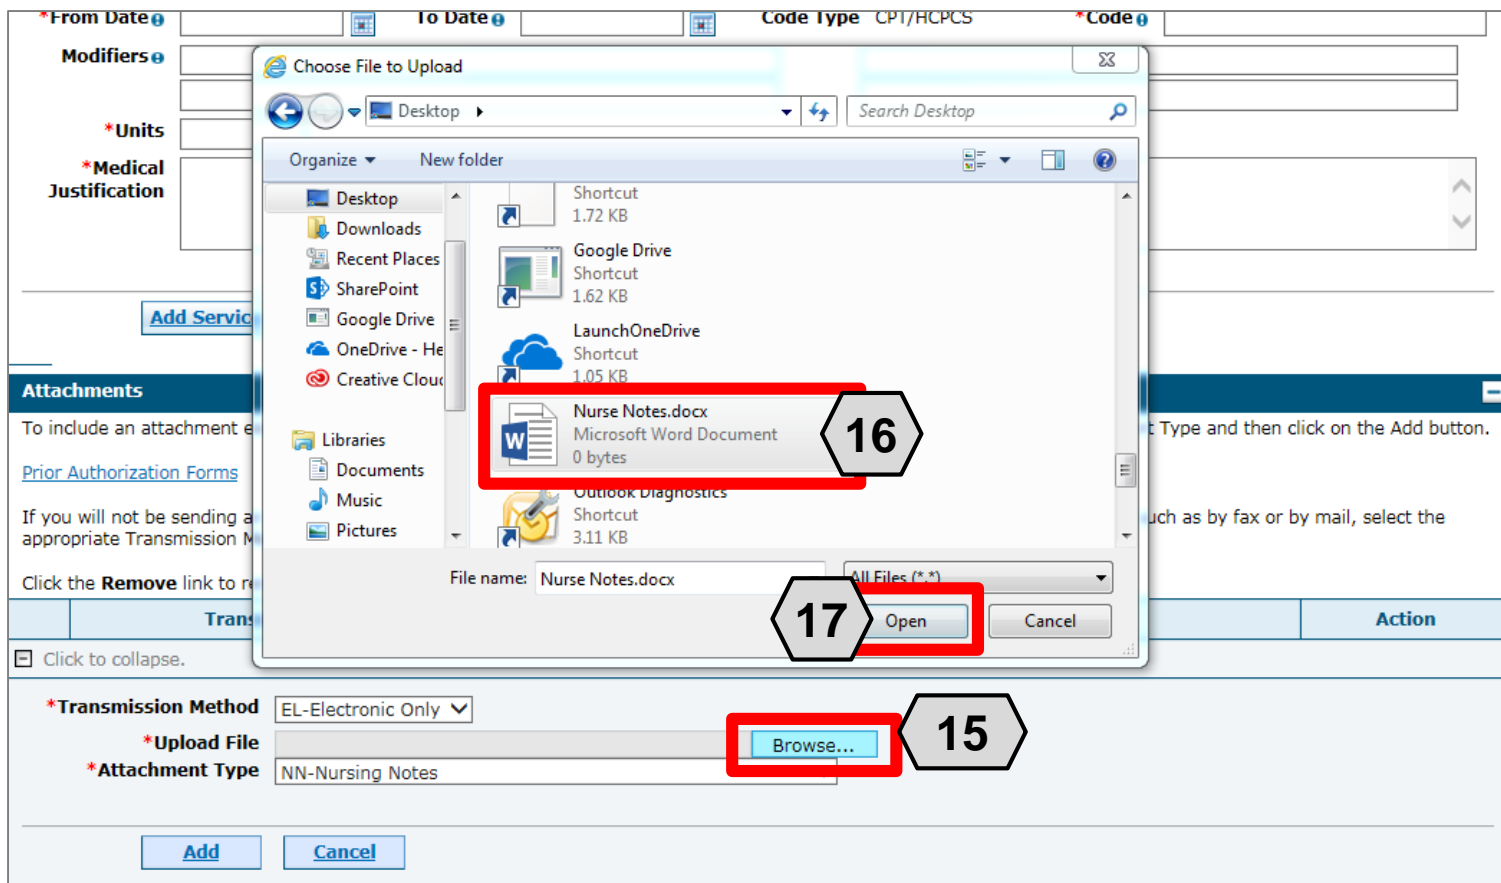 *From Date To Date Code Type CPT/HCPCS *Code
Modifiers
Choose File to Upload
Desktop
Search Desktop
*Units
Organize New folder
*Medical
Justification
Desktop
Downloads
Recent Places
SharePoint
Google Drive
OneDrive - He
Creative Cloud
Libraries
Documents
Music
Pictures
Shortcut
1.72 KB
Google Drive
Shortcut
1.62 KB
LaunchOneDrive
Shortcut
1.05 KB
Nurse Notes.docx
Microsoft Word Document
0 bytes
16
Outlook Diagnostics
Shortcut
3.11 KB
File name: Nurse Notes.docx
All Files (*.*)
17
Open Cancel
Add Servic
Attachments
To include an attachment e
t Type and then click on the Add button.
Prior Authorization Forms
If you will not be sending a
uch as by fax or by mail, select the
appropriate Transmission M
Click the Remove link to re
Trans
Action
Click to collapse.
*Transmission Method EL-Electronic Only
*Upload File Browse...
15
*Attachment Type NN-Nursing Notes
Add Cancel